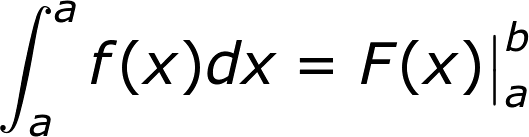 ∫ₐᵃ f(x)dx = F(x)|ₐᵇ